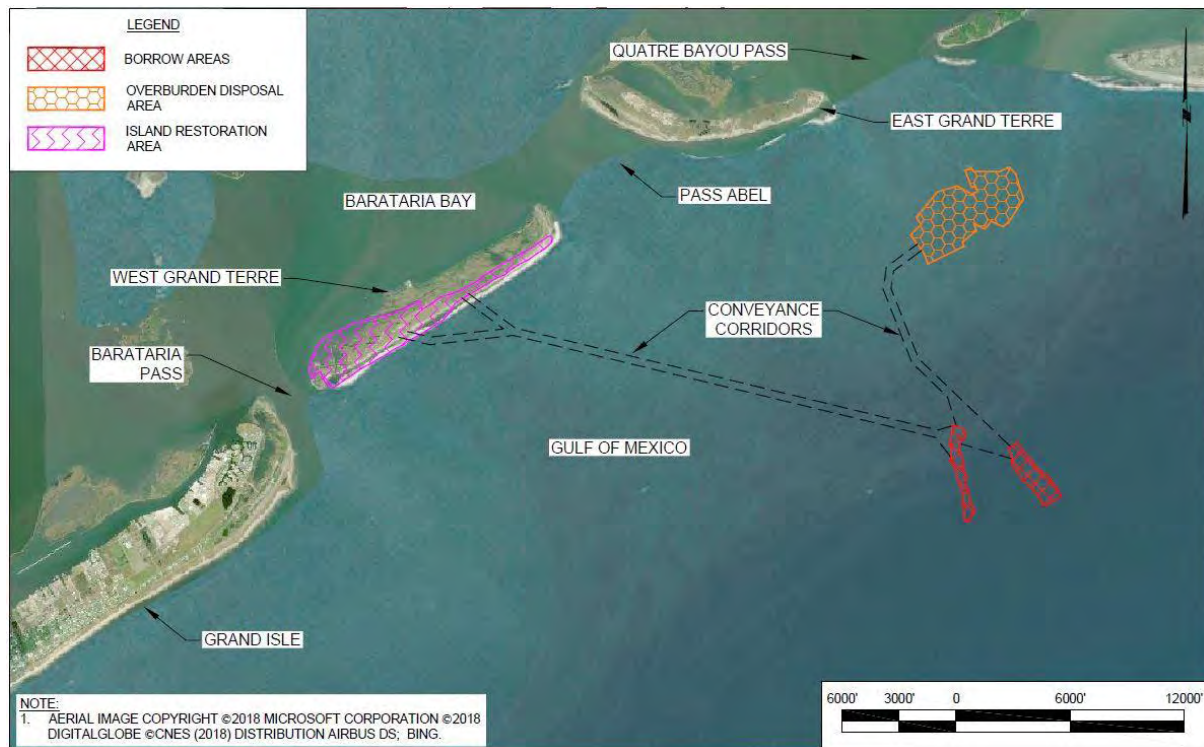 LEGEND
BORROW AREAS
OVERBURDEN DISPOSAL
AREA
ISLAND RESTORATION
AREA
QUATRE BAYOU PASS
EAST GRAND TERRE
PASS ABEL
BARATARIA BAY
WEST GRAND TERRE
CONVEYANCE
CORRIDORS
BARATARIA
PASS
GULF OF MEXICO
GRAND ISLE
NOTE:
1. AERIAL IMAGE COPYRIGHT ©2018 MICROSOFT CORPORATION ©2018
DIGITALGLOBE ©CNES (2018) DISTRIBUTION AIRBUS DS; BING.
6000' 3000' 0 6000' 12000'